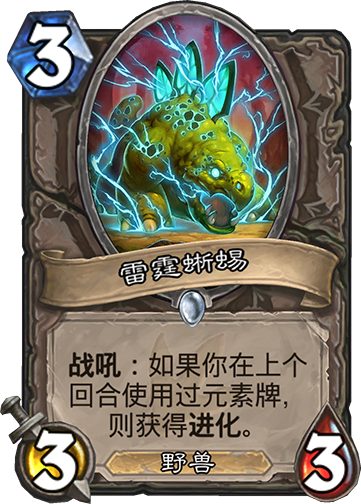 3
雷霆蜥蜴
战吼：如果你在上个
回合使用过元素牌，
则获得进化。
野兽
3
3